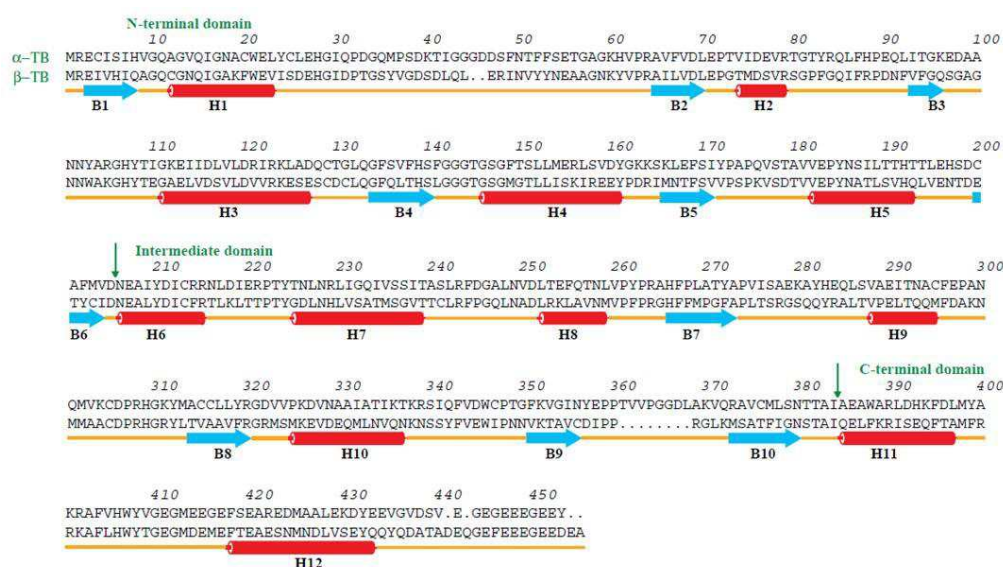 N-terminal domain
10 20 30 40 50 60 70 80 90 100
α–TB MRECISIHVGQAGVQIGNACWELYCLEHGIQPDGQMPSDKTIGGGDDSFNTFFSETGAGKHVPRAVFVDLEPTVIDEVRTGTYRQLFHPEQLITGKEDAA
β–TB MREIVHIQAGQCGNQIGAKFWEVISDEHGIDPTGSYVGDSDLQL..ERINVYYNEAAGNKYVPRAILVDLEPGTMDSVRSGPFGQIFRPDNFVFGQSGAG
B1 H1 B2 H2 B3
110 120 130 140 150 160 170 180 190 200
NNYARGHYTIGKEIIDLVLDRIRKLADQCTGLQGFSVFHSFGGGTGSGFTSLLMERLSVDYGKKSKLEFSIYPAPQVSTAVVEPYNSILTTHTTLEHSDC
NNWAKGHYTEGAELVDSVLDVVRKESESCDCLQGFQLTHSLGGGTGSGMGTLLISKIREEYPDRIMNTFSVVPSPKVSDTVVEPYNATLSVHQLVENTDE
H3 B4 H4 B5 H5
Intermediate domain
210 220 230 240 250 260 270 280 290 300
AFMVDNEAIYDICRRNLDIERPTYTNLNRLIGQIVSSITASLRFDGALNVDLTEFQTNLVPYPRAHFPLATYAPVISAEKAYHEQLSVAEITNACFEPAN
TYCIDNEALYDICFRTLKLTTPTYGDLNHLVSATMSGVTTCLRFPGQLNADLRKLAVNMVPFPRGHFFMPGFAPLTSRGSQQYRALTVPELTQQMFDAKN
B6 H6 H7 H8 B7 H9
C-terminal domain
310 320 330 340 350 360 370 380 390 400
QMVKCDPRHGKYMACCLLYRGDVVPKDVNAAIATIKTKRSIQFVDWCPTGFKVGINYEPPTVVPGGDLAKVQRAVCMLSNTTAIAEAWARLDHKFDLMYA
MMAACDPRHGRYLTVAAVFRGRMSMKEVDEQMLNVQNKNSSYFVEWIPNNVKTAVCDIPP........RGLKMSATFIGNSTAIQELFKRISEQFTAMFR
B8 H10 B9 B10 H11
410 420 430 440 450
KRAFVHWYVGEGMEEGEFSEAREDMAALEKDYEEVGVDSV.E.GEGEEEGEEY..
RKAFLHWYTGEGMDEMEFTEAESNMNDLVSEYQQYQDATADEQGEFEEEGEEDEA
H12